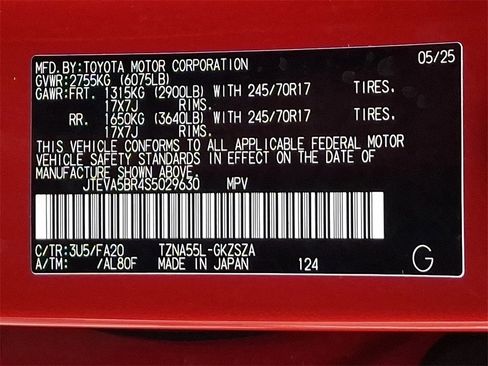 MFD.BY:TOYOTA MOTOR CORPORATION 05/25
GVWR:2755KG (6075LB)
GAWR:FRT. 1315KG (2900LB) WITH 245/70R17 TIRES.
17X7J RIMS.
RR. 1650KG (3640LB) WITH 245/70R17 TIRES.
17X7J RIMS.
THIS VEHICLE CONFORMS TO ALL APPLICABLE FEDERAL MOTOR
VEHICLE SAFETY STANDARDS IN EFFECT ON THE DATE OF
MANUFACTURE SHOWN ABOVE.
JTEVA5BR4S5029630 MPV
C/TR:3U5/FA20 TZNA55L-GKZSZA
A/TM: /AL80F MADE IN JAPAN 124 G